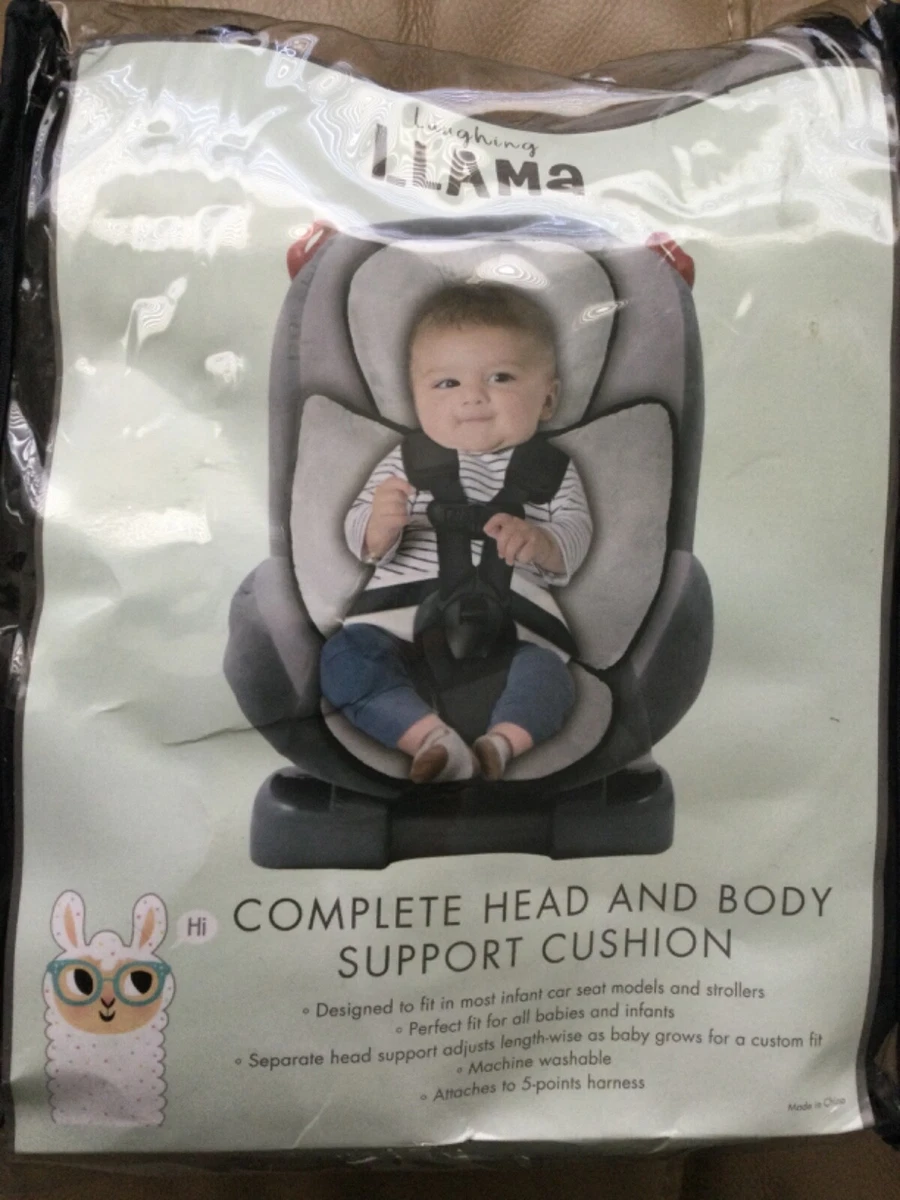 Laughing
LLAMa
Hi
COMPLETE HEAD AND BODY
SUPPORT CUSHION
◦ Designed to fit in most infant car seat models and strollers
◦ Perfect fit for all babies and infants
◦ Separate head support adjusts length-wise as baby grows for a custom fit
◦ Machine washable
◦ Attaches to 5-points harness
Made in China